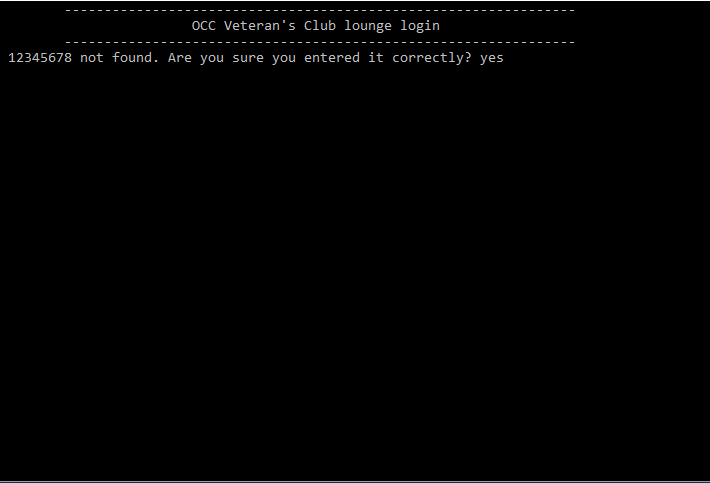 ----------------------------------------------------------------
OCC Veteran's Club lounge login
----------------------------------------------------------------
12345678 not found. Are you sure you entered it correctly? yes